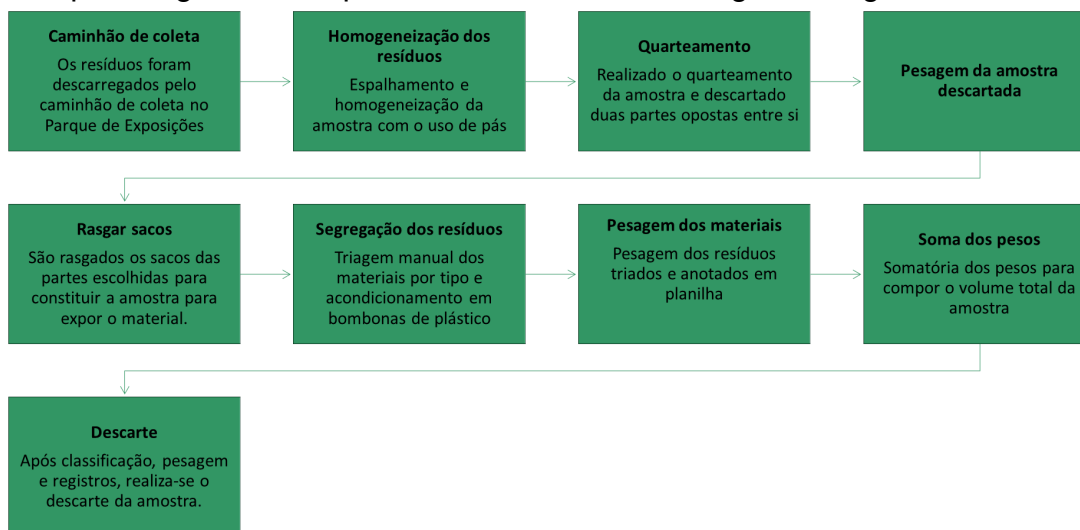 Caminhão de coleta
Os resíduos foram
descarregados pelo
caminhão de coleta no
Parque de Exposições
Homogeneização dos
resíduos
Espalhamento e
homogeneização da
amostra com o uso de pás
Quarteamento
Realizado o quarteamento
da amostra e descartado
duas partes opostas entre si
Pesagem da amostra
descartada
Rasgar sacos
São rasgados os sacos das
partes escolhidas para
constituir a amostra para
expor o material.
Segregação dos resíduos
Triagem manual dos
materiais por tipo e
acondicionamento em
bombonas de plástico
Pesagem dos materiais
Pesagem dos resíduos
triados e anotados em
planilha
Soma dos pesos
Somatória dos pesos para
compor o volume total da
amostra
Descarte
Após classificação, pesagem
e registros, realiza-se o
descarte da amostra.